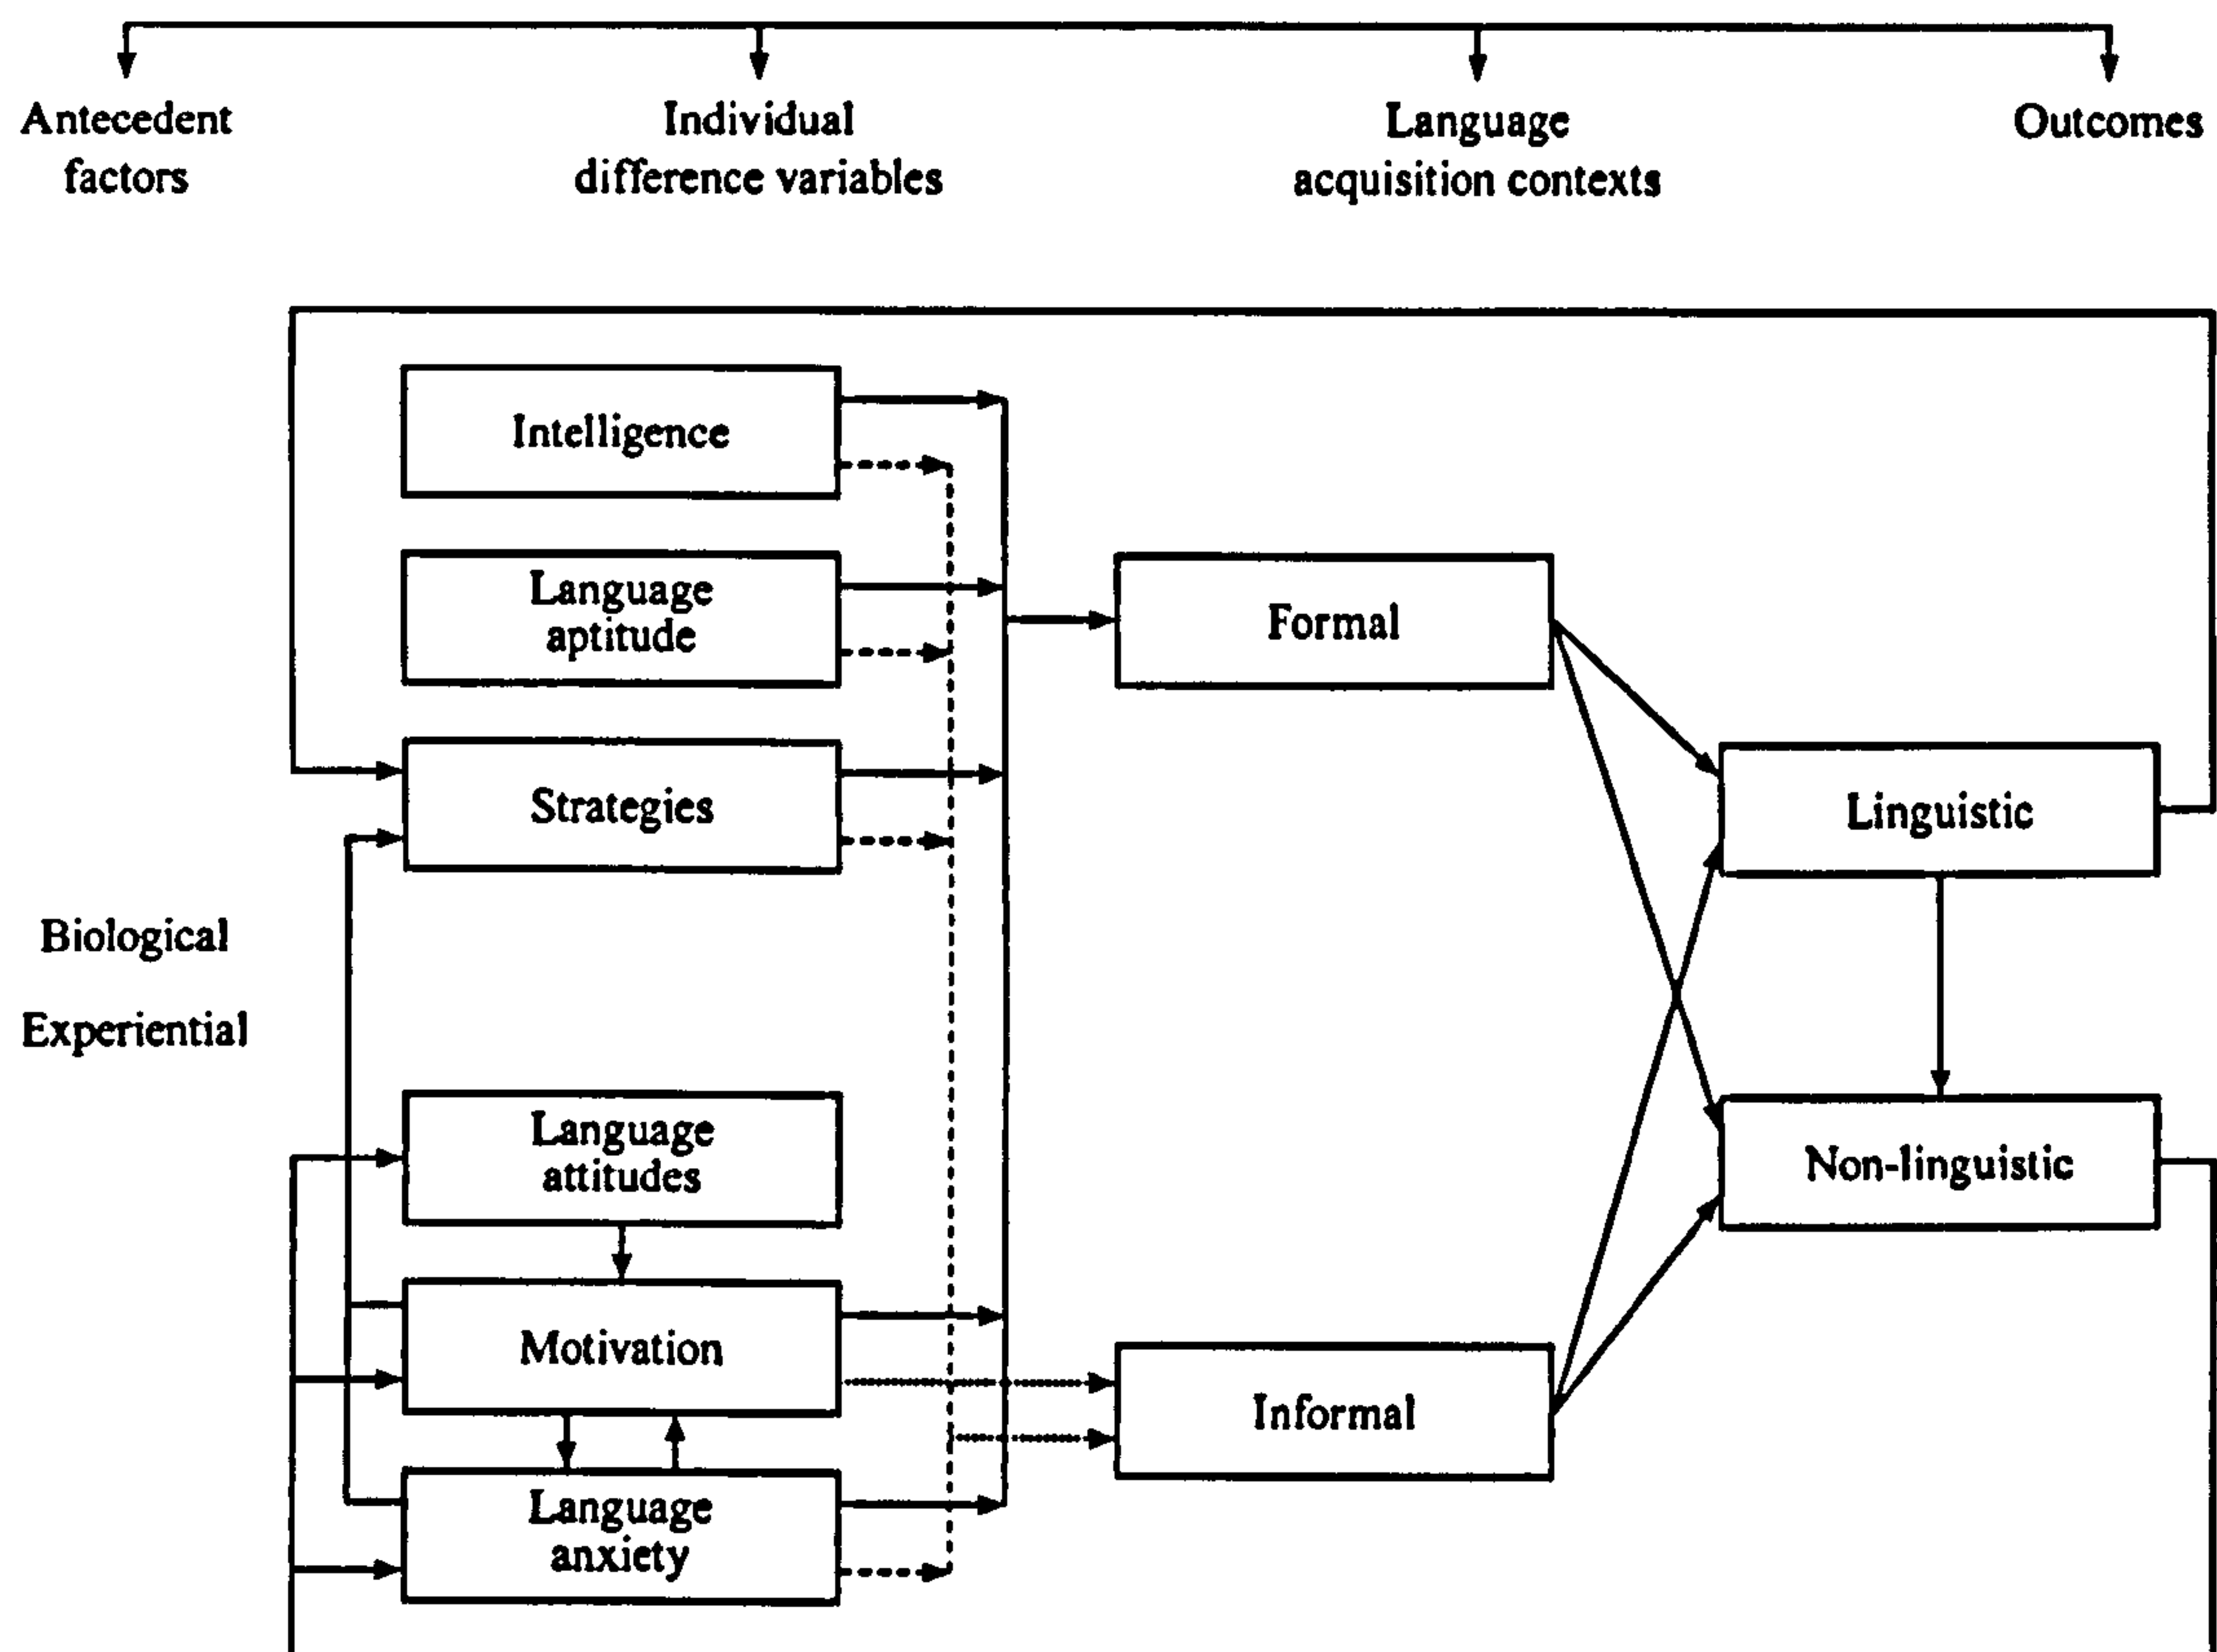 Antecedent
factors
Individual
difference variables
Language
acquisition contexts
Outcomes
Intelligence
Language
aptitude
Strategies
Biological
Experiential
Language
attitudes
Motivation
Language
anxiety
Formal
Informal
Linguistic
Non-linguistic